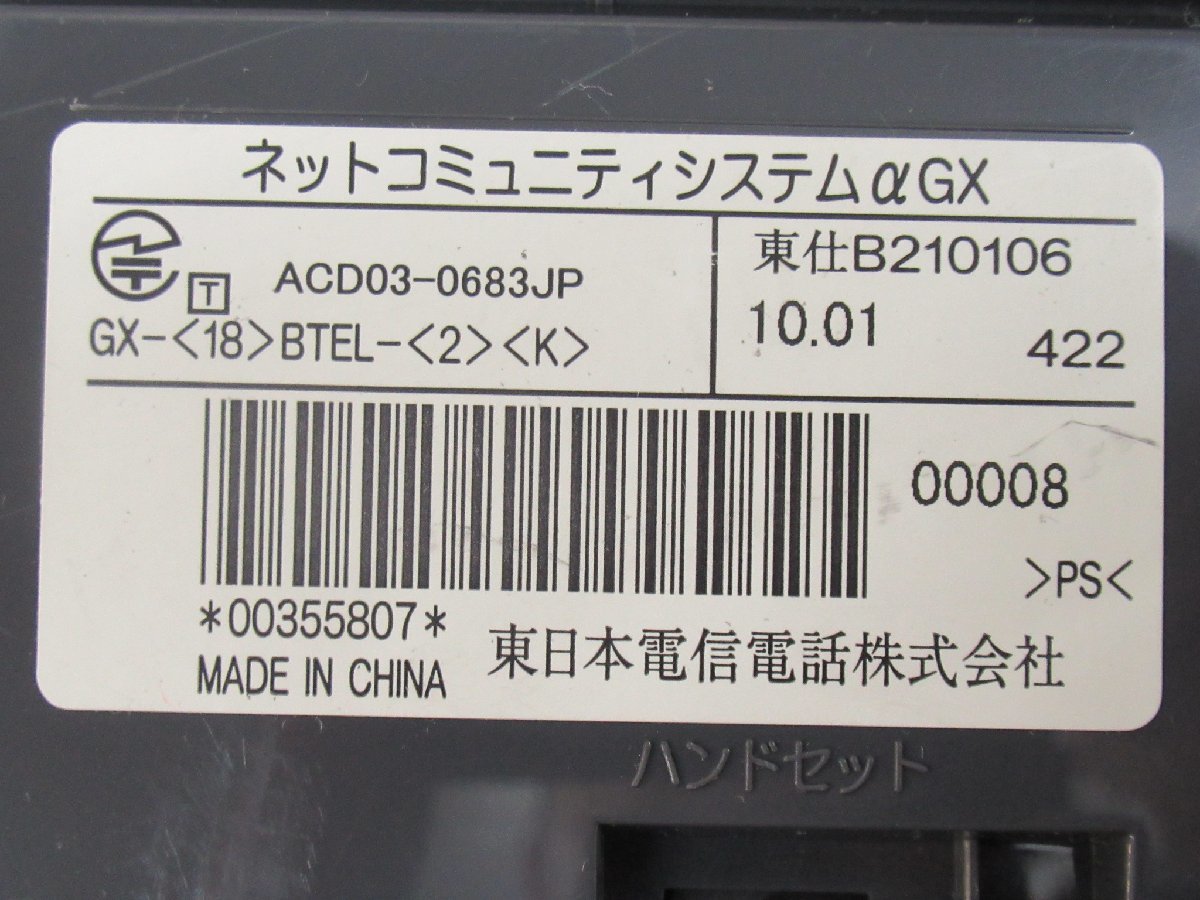 ネットコミュニティシステムαGX
T ACD03-0683JP
GX-<18>BTEL-<2><K>
東仕B210106
10.01 422
00008
>PS<
*00355807*
MADE IN CHINA
東日本電信電話株式会社
ハンドセット